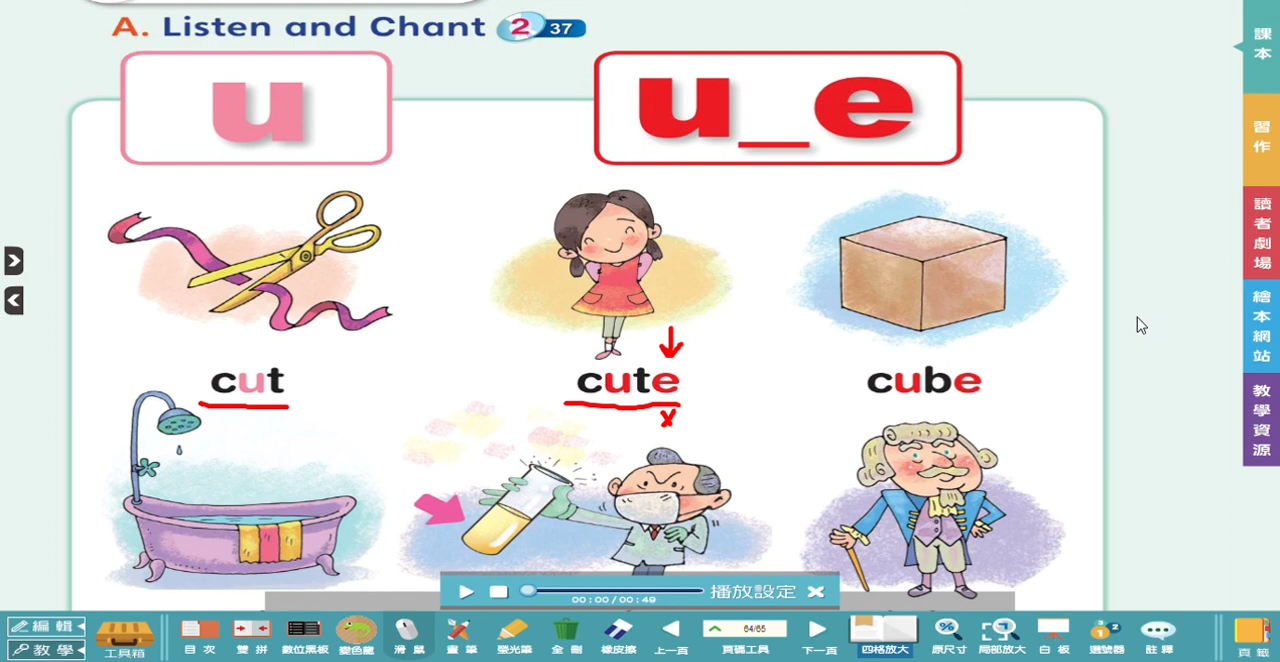 A. Listen and Chant 2 37
u
u_e
cut
cute
cube
課本
習作
讀者劇場
繪本網站
教學資源
播放設定
00:00 / 00:49
編輯
教學
工具箱
目次
雙拼
數位黑板
變色龍
滑鼠
畫筆
螢光筆
全刪
橡皮擦
上一頁
64/65
頁碼工具
下一頁
四格放大
原尺寸
局部放大
白板
選號器
註釋
頁籤